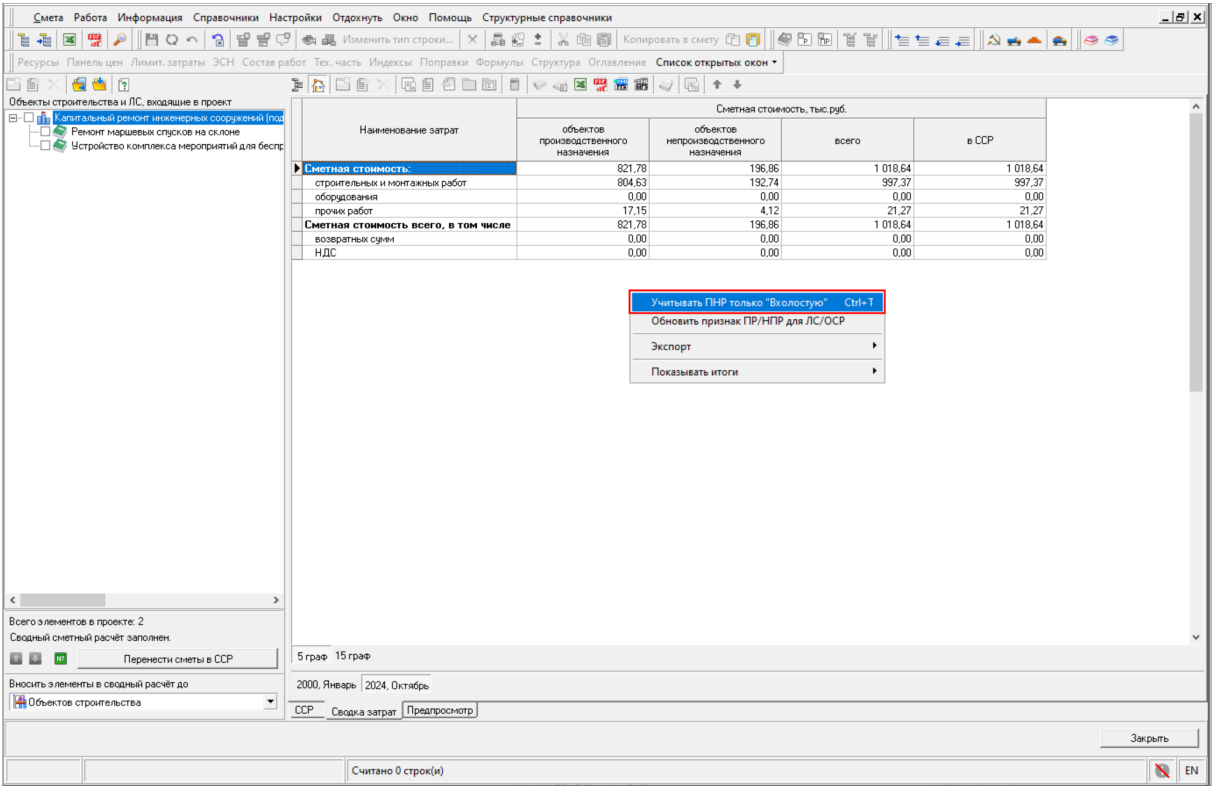 Смета Работа Информация Справочники Настройки Отдохнуть Окно Помощь Структурные справочники
Изменить тип строки... Копировать в смету
Ресурсы Панель цен Лимит. затраты ЭСН Состав работ Тех. часть Индексы Поправки Формулы Структура Оглавление Список открытых окон
Объекты строительства и ЛС, входящие в проект
Капитальный ремонт инженерных сооружений (под
Ремонт маршевых спусков на склоне
Устройство комплекса мероприятий для беспр
Наименование затрат
Сметная стоимость, тыс.руб.
объектов производственного назначения
объектов непроизводственного назначения
всего
в ССР
Сметная стоимость: 821,78 196,86 1 018,64 1 018,64
строительных и монтажных работ 804,63 192,74 997,37 997,37
оборудования 0,00 0,00 0,00 0,00
прочих работ 17,15 4,12 21,27 21,27
Сметная стоимость всего, в том числе 821,78 196,86 1 018,64 1 018,64
возвратных сумм 0,00 0,00 0,00 0,00
НДС 0,00 0,00 0,00 0,00
Учитывать ПНР только "Вхолостую" Ctrl+T
Обновить признак ПР/НПР для ЛС/ОСР
Экспорт
Показывать итоги
Всего элементов в проекте: 2
Сводный сметный расчёт заполнен.
Перенести сметы в ССР
Вносить элементы в сводный расчёт до
Объектов строительства
5 граф 15 граф
2000, Январь 2024, Октябрь
ССР Сводка затрат Предпросмотр
Закрыть
Считано 0 строк(и)
EN